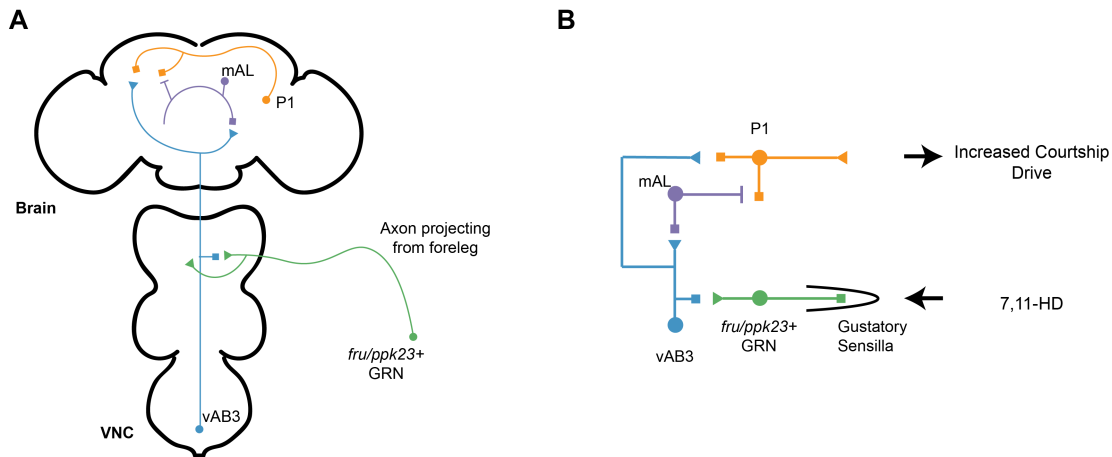 A
mAL
P1
Brain
Axon projecting
from foreleg
fru/ppk23+
GRN
vAB3
VNC
B
P1
mAL
Increased Courtship
Drive
7,11-HD
vAB3
fru/ppk23+
GRN
Gustatory
Sensilla